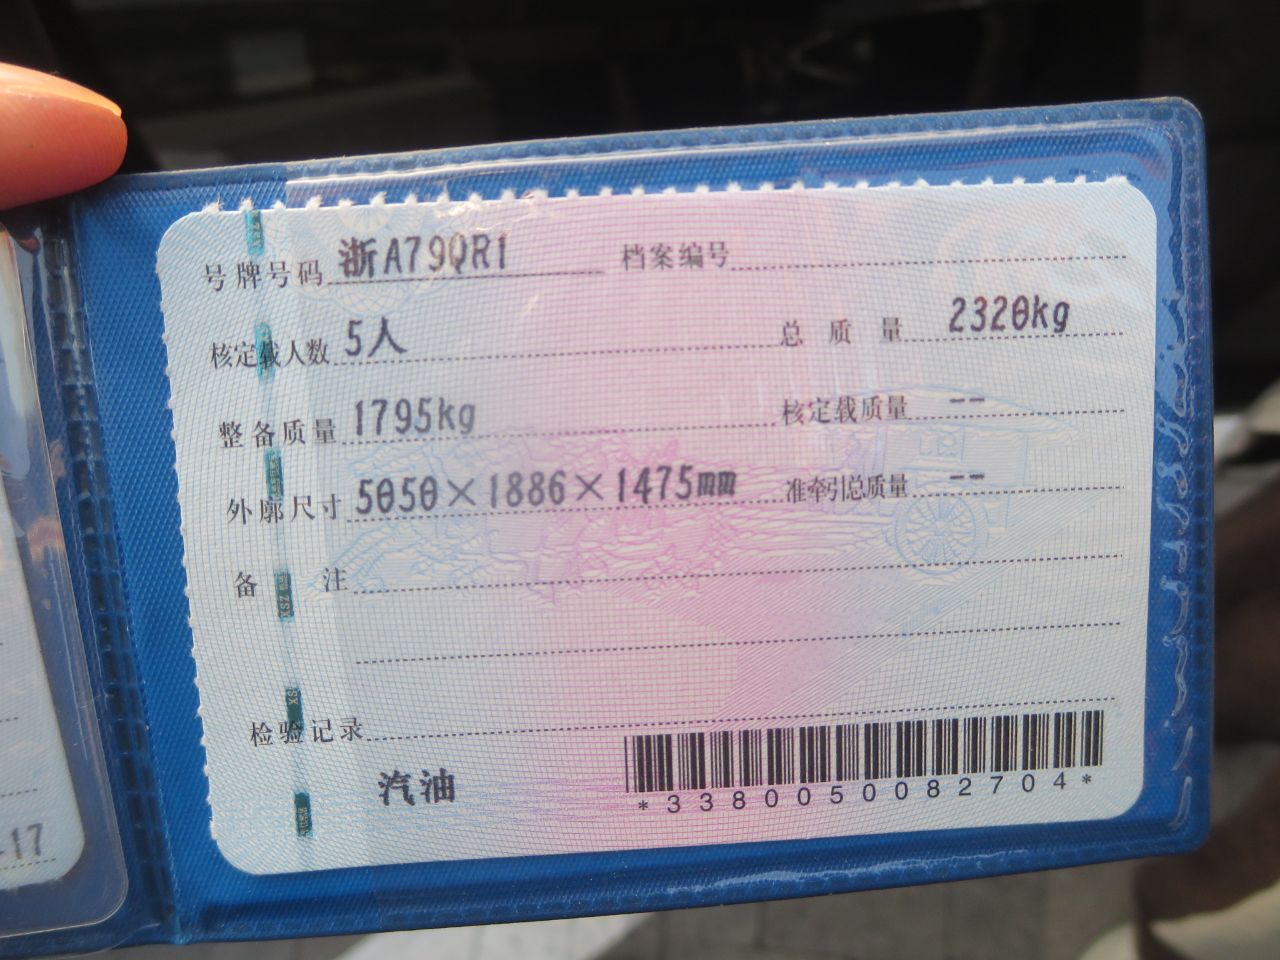 号牌号码 浙A79QR1 档案编号
核定载人数 5人 总质量 2320kg
整备质量 1795kg 核定载质量 --
外廓尺寸 5050×1886×1475mm 准牵引总质量 --
备注
检验记录
汽油
*3380050082704*
-17